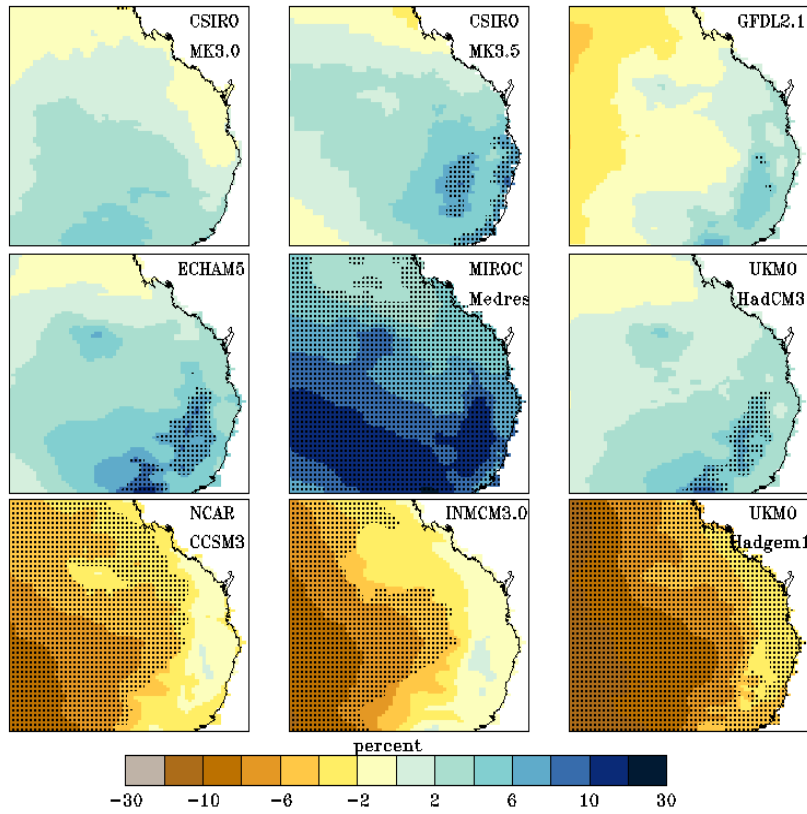 CSIRO
MK3.0
CSIRO
MK3.5
GFDL2.1
ECHAM5
MIROC
Medres
UKMO
HadCM3
NCAR
CCSM3
INMCM3.0
UKMO
Hadgem1
percent
-30 -10 -6 -2 2 6 10 30